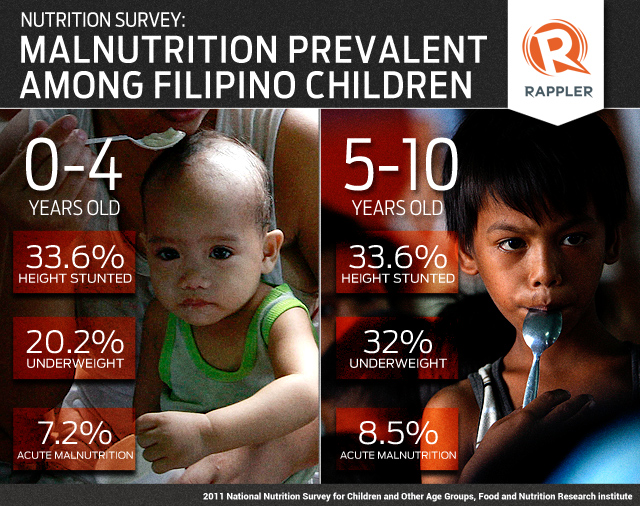 NUTRITION SURVEY:
MALNUTRITION PREVALENT
AMONG FILIPINO CHILDREN
R
RAPPLER
0-4
YEARS OLD
33.6%
HEIGHT STUNTED
20.2%
UNDERWEIGHT
7.2%
ACUTE MALNUTRITION
5-10
YEARS OLD
33.6%
HEIGHT STUNTED
32%
UNDERWEIGHT
8.5%
ACUTE MALNUTRITION
2011 National Nutrition Survey for Children and Other Age Groups, Food and Nutrition Research institute